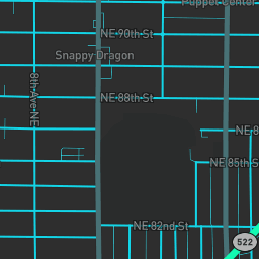 Puppet Center
NE 90th St
Snappy Dragon
8th Ave NE
NE 88th St
NE 8
NE 85th S
NE 82nd St
522